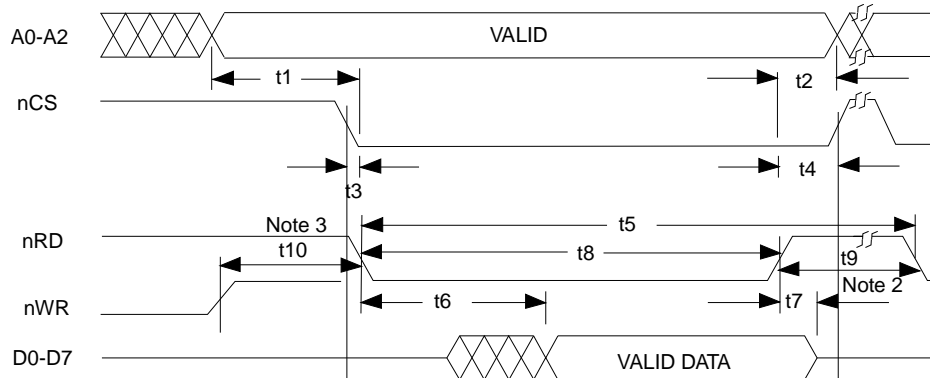 A0-A2
VALID
t1
t2
nCS
t3
t4
Note 3
t5
nRD
t10
t8
t9
Note 2
nWR
t6
t7
D0-D7
VALID DATA